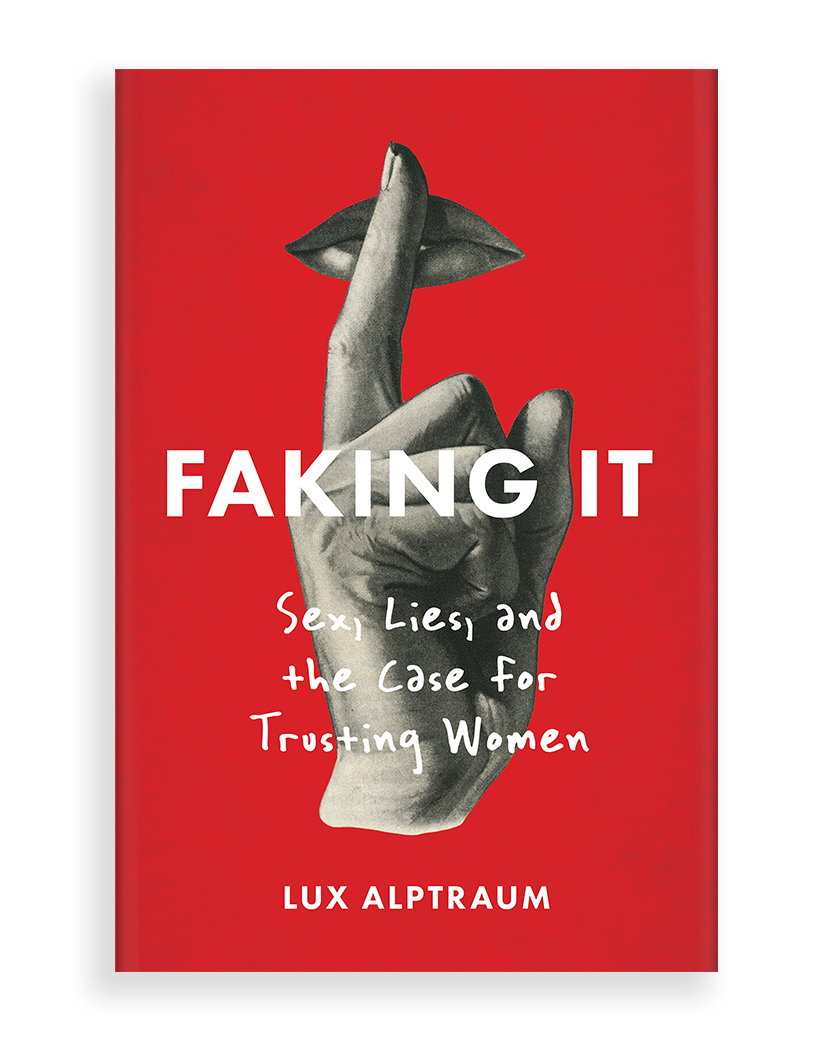 FAKING IT
Sex, Lies, and
the Case for
Trusting Women
LUX ALPTRAUM